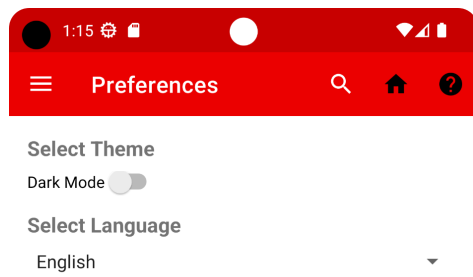 1:15
Preferences
Select Theme
Dark Mode
Select Language
English